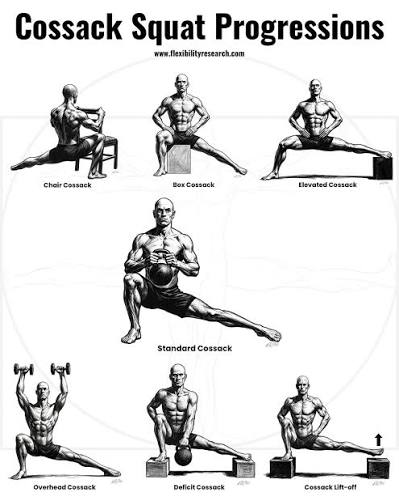 Cossack Squat Progressions
www.flexibilityresearch.com
Chair Cossack
Box Cossack
Elevated Cossack
Standard Cossack
Overhead Cossack
Deficit Cossack
Cossack Lift-off